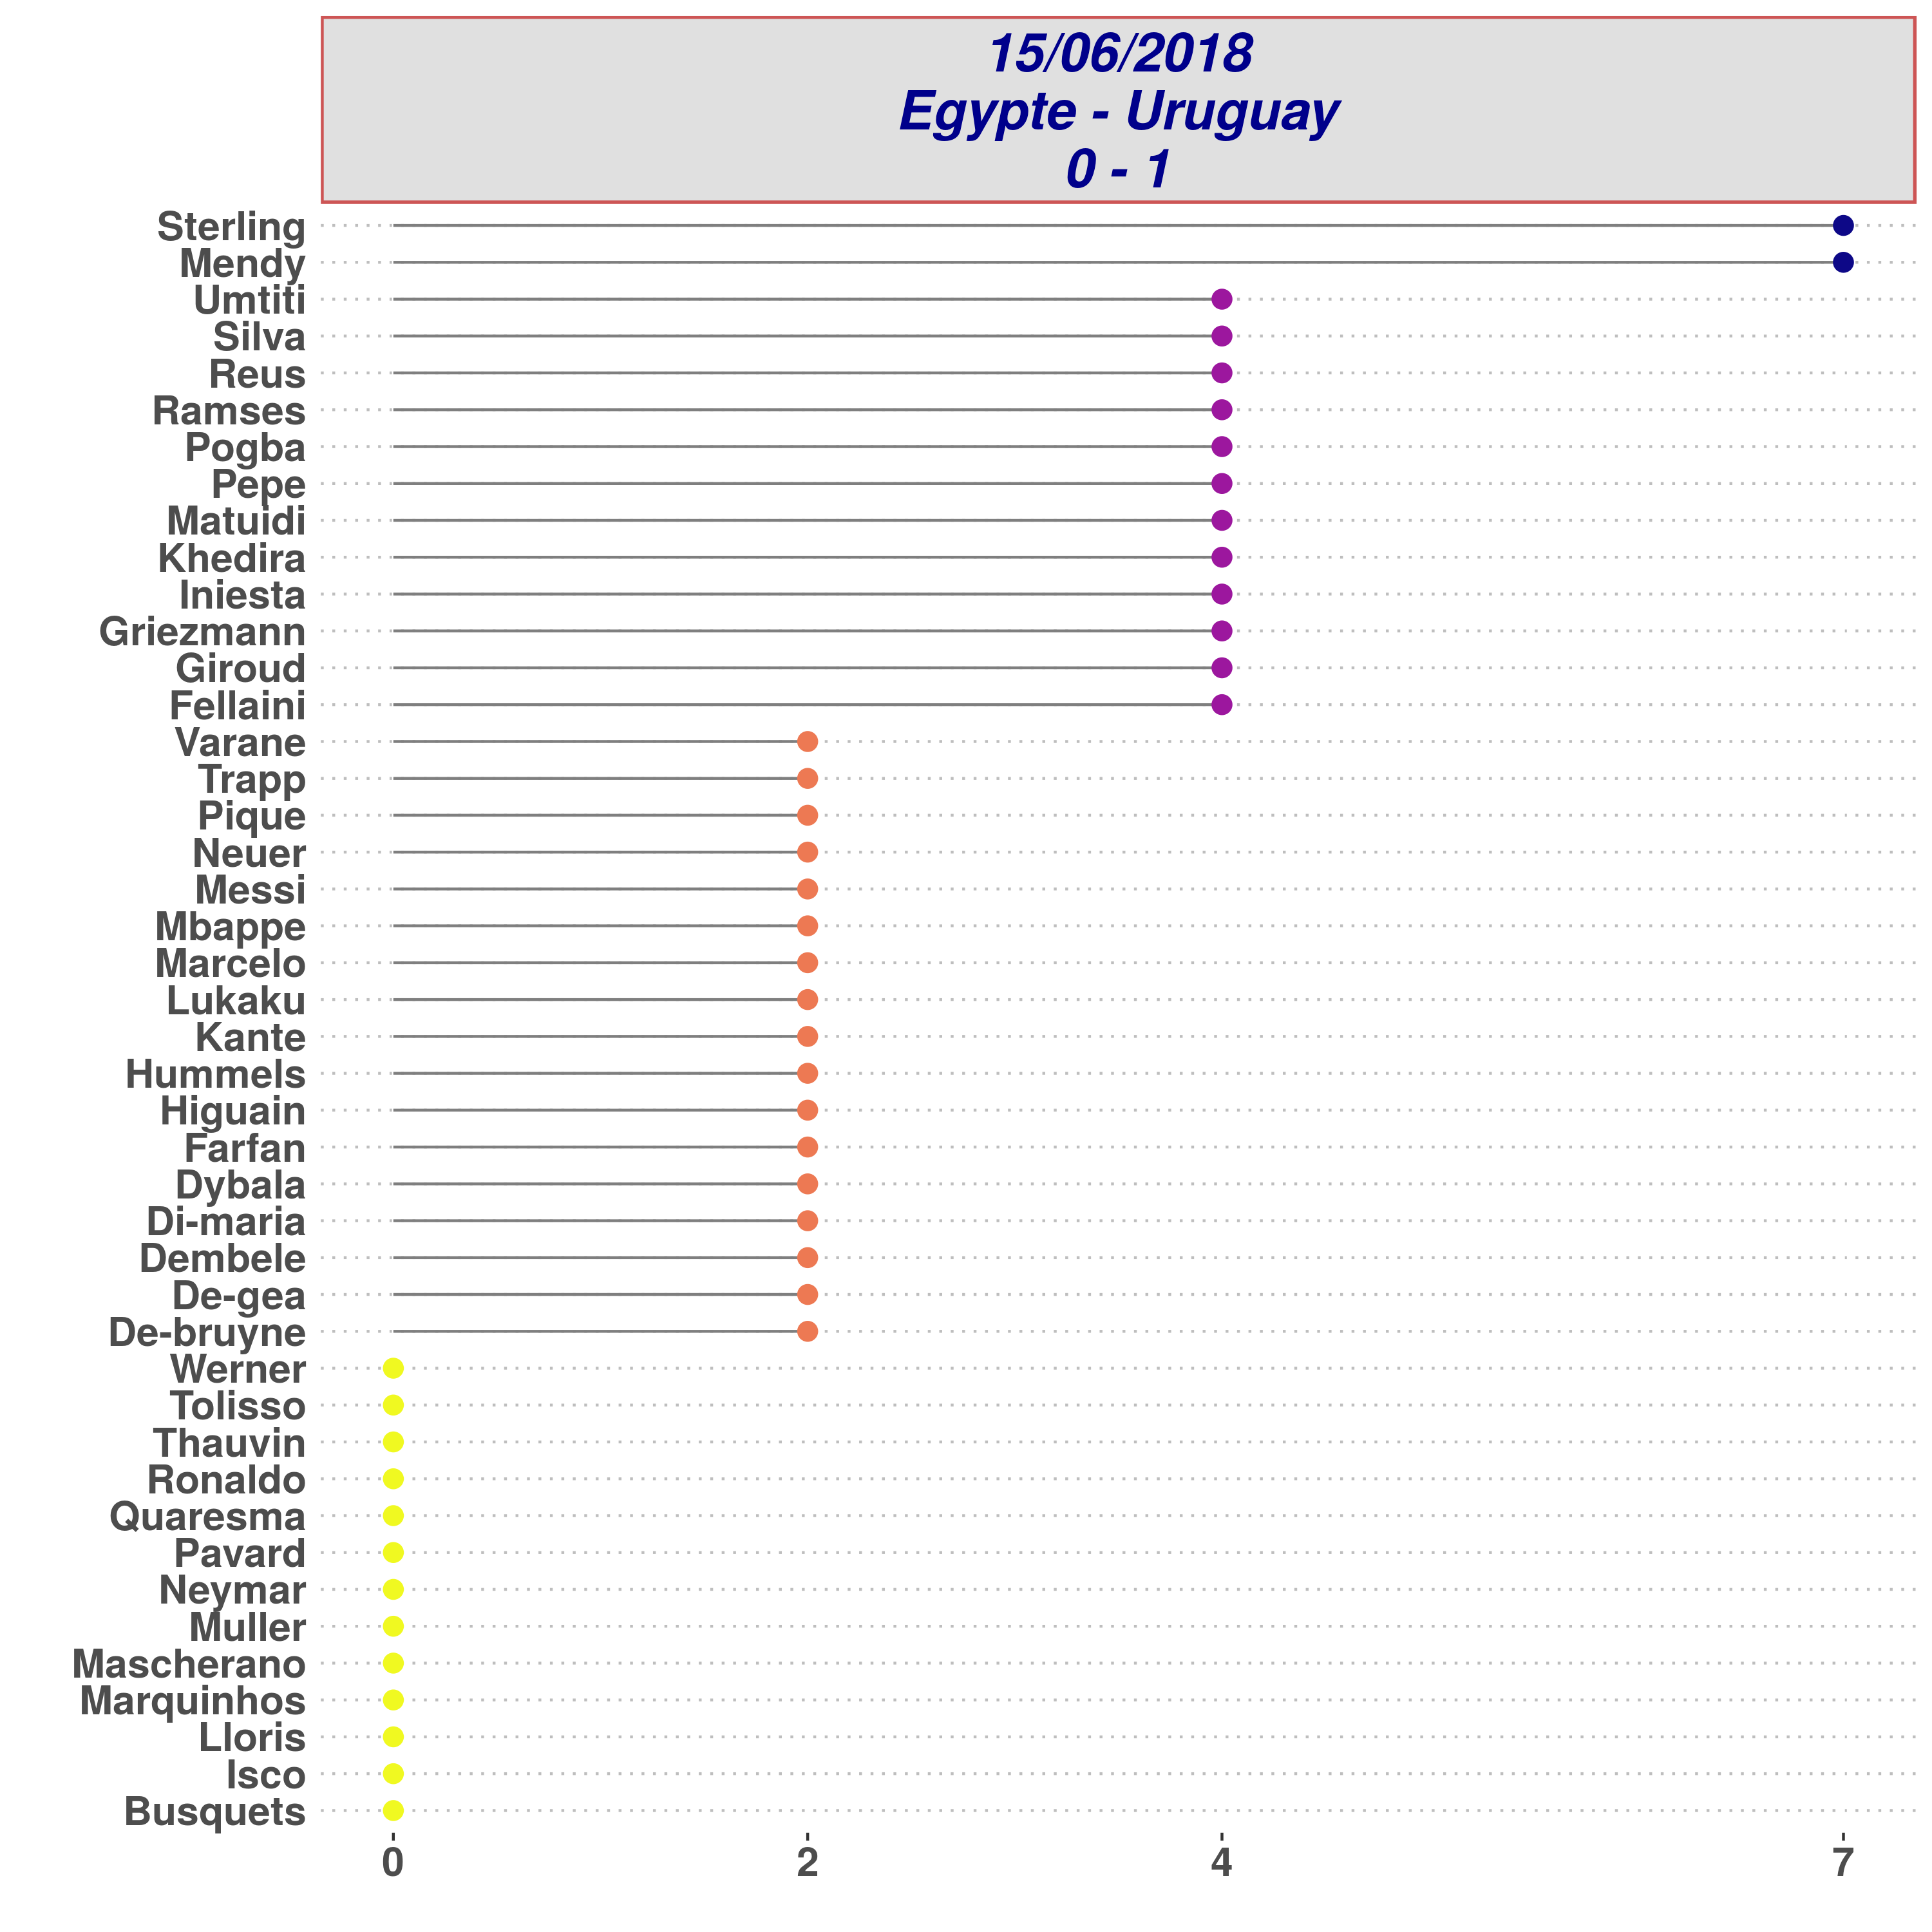 15/06/2018
Egypte - Uruguay
0 - 1
Sterling
Mendy
Umtiti
Silva
Reus
Ramses
Pogba
Pepe
Matuidi
Khedira
Iniesta
Griezmann
Giroud
Fellaini
Varane
Trapp
Pique
Neuer
Messi
Mbappe
Marcelo
Lukaku
Kante
Hummels
Higuain
Farfan
Dybala
Di-maria
Dembele
De-gea
De-bruyne
Werner
Tolisso
Thauvin
Ronaldo
Quaresma
Pavard
Neymar
Muller
Mascherano
Marquinhos
Lloris
Isco
Busquets
0 2 4 7